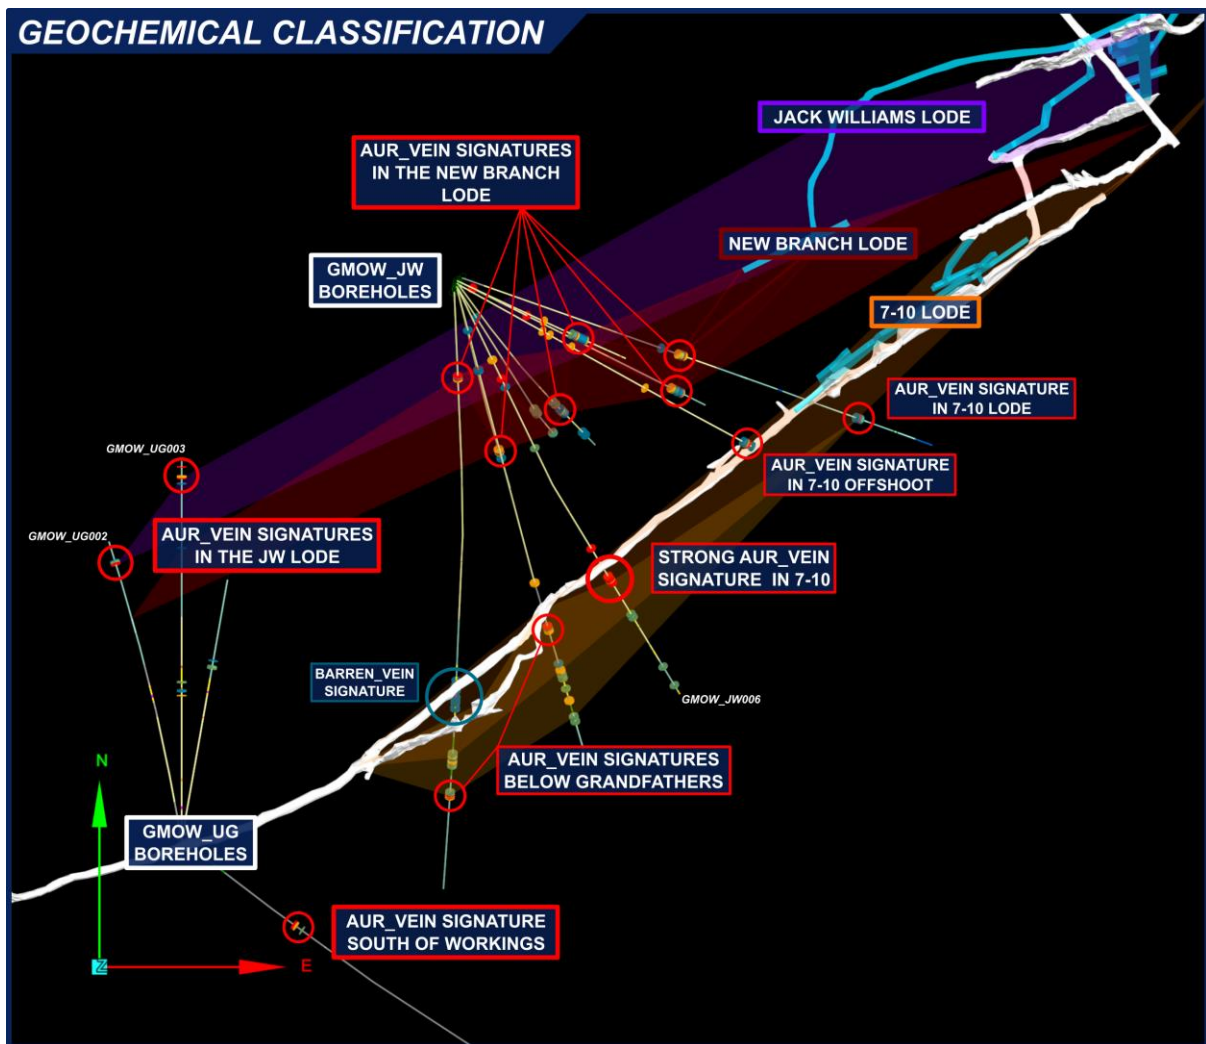 GEOCHEMICAL CLASSIFICATION
JACK WILLIAMS LODE
AUR_VEIN SIGNATURES
IN THE NEW BRANCH
LODE
NEW BRANCH LODE
GMOW_JW
BOREHOLES
7-10 LODE
AUR_VEIN SIGNATURE
IN 7-10 LODE
GMOW_UG003
AUR_VEIN SIGNATURE
IN 7-10 OFFSHOOT
GMOW_UG002
AUR_VEIN SIGNATURES
IN THE JW LODE
STRONG AUR_VEIN
SIGNATURE IN 7-10
BARREN_VEIN
SIGNATURE
GMOW_JW006
AUR_VEIN SIGNATURES
BELOW GRANDFATHERS
N
GMOW_UG
BOREHOLES
AUR_VEIN SIGNATURE
SOUTH OF WORKINGS
Z
E